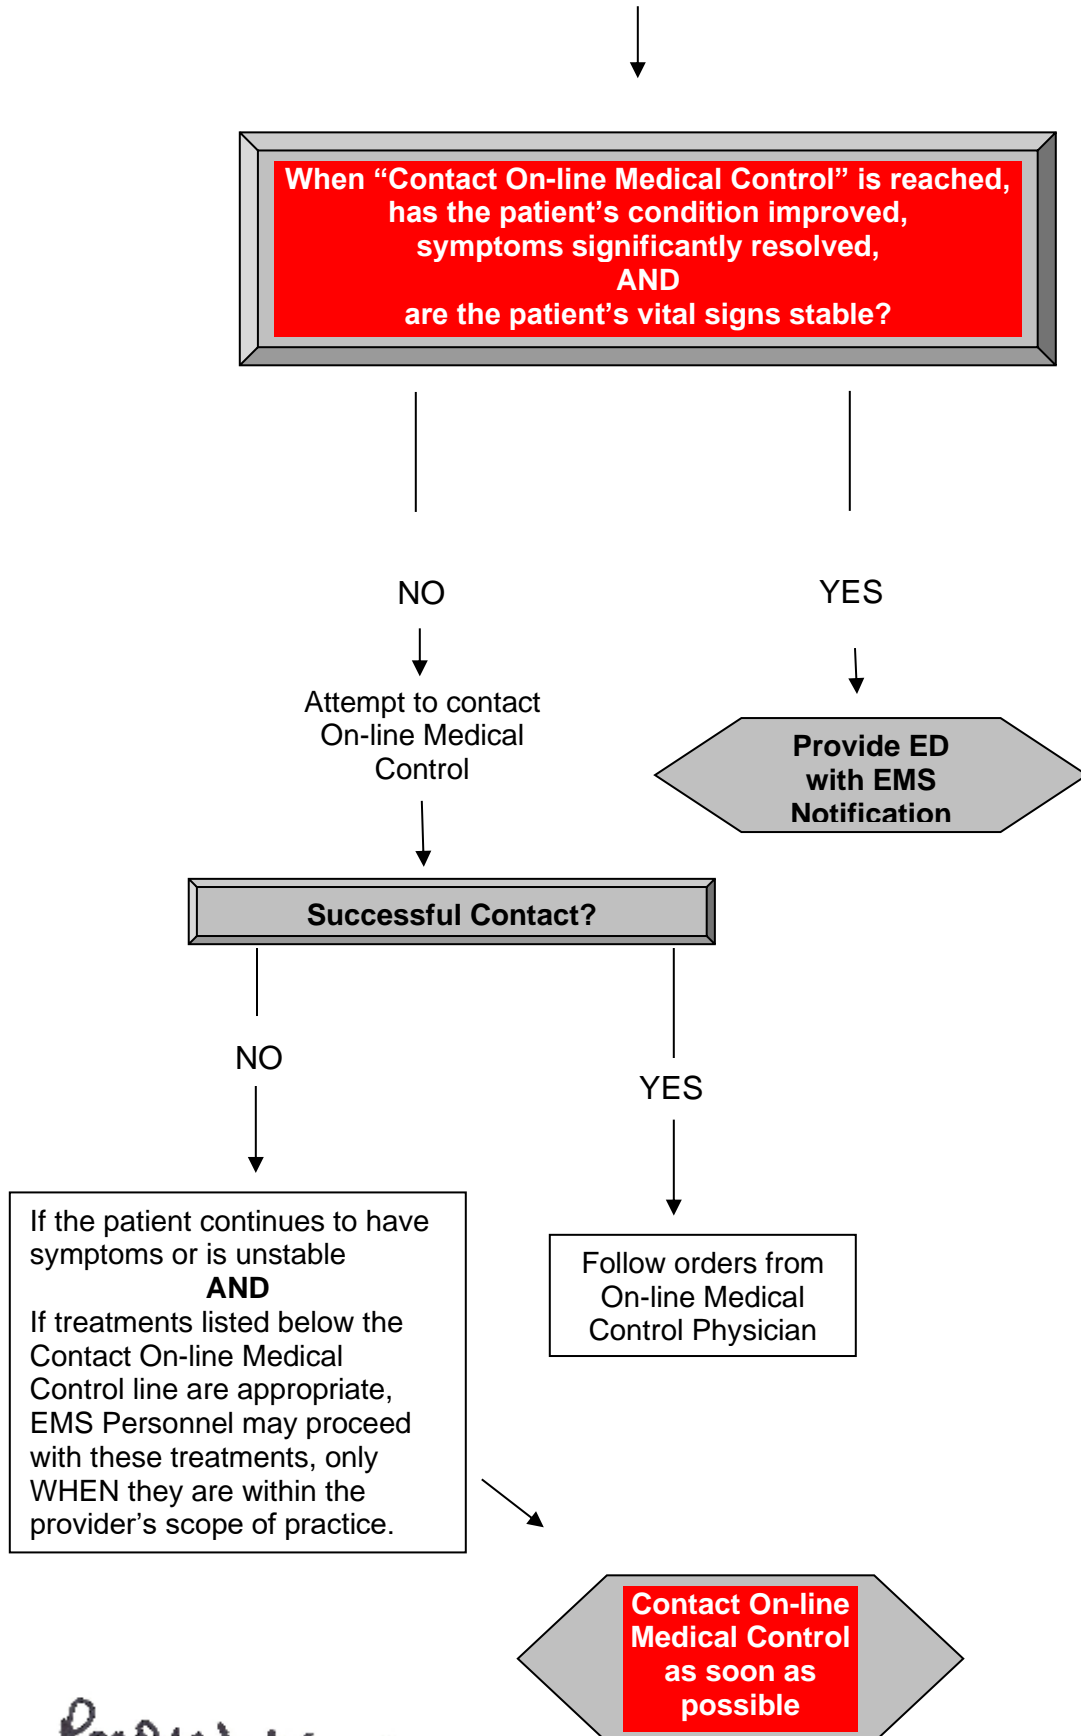 When “Contact On-line Medical Control” is reached,
has the patient’s condition improved,
symptoms significantly resolved,
AND
are the patient’s vital signs stable?
NO
YES
Attempt to contact
On-line Medical
Control
Provide ED
with EMS
Notification
Successful Contact?
NO
YES
If the patient continues to have
symptoms or is unstable
AND
If treatments listed below the
Contact On-line Medical
Control line are appropriate,
EMS Personnel may proceed
with these treatments, only
WHEN they are within the
provider’s scope of practice.
Follow orders from
On-line Medical
Control Physician
Contact On-line
Medical Control
as soon as
possible